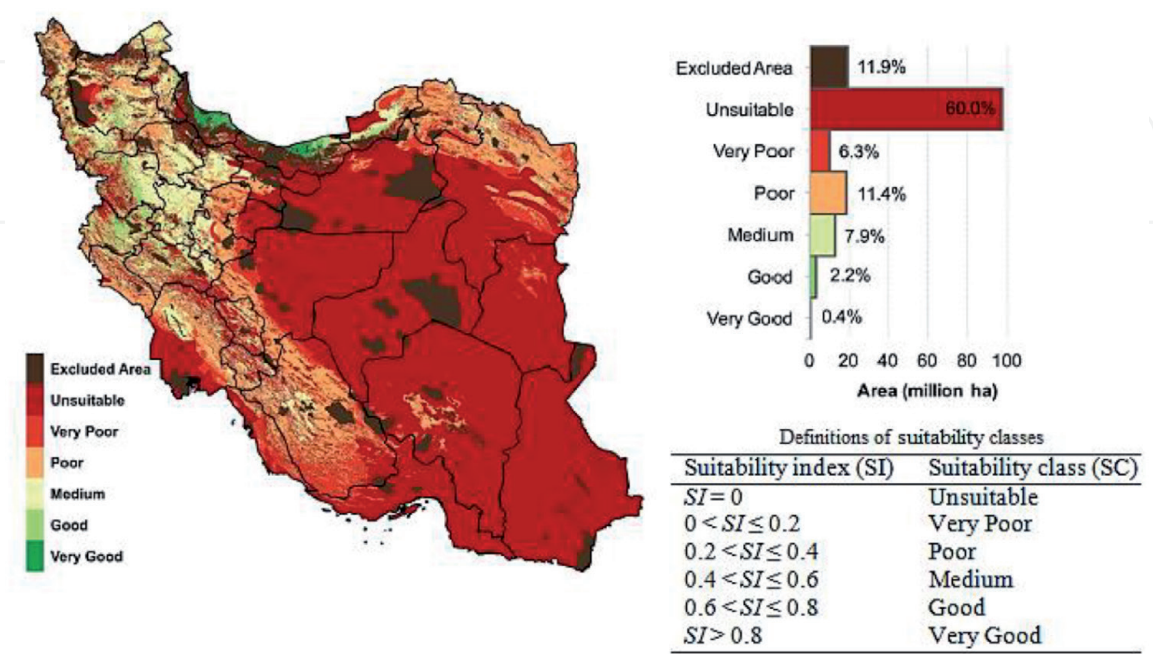 Excluded Area
Unsuitable
Very Poor
Poor
Medium
Good
Very Good
Excluded Area 11.9%
Unsuitable 60.0%
Very Poor 6.3%
Poor 11.4%
Medium 7.9%
Good 2.2%
Very Good 0.4%
0 20 40 60 80 100
Area (million ha)
Definitions of suitability classes
Suitability index (SI) Suitability class (SC)
SI = 0 Unsuitable
0 < SI ≤ 0.2 Very Poor
0.2 < SI ≤ 0.4 Poor
0.4 < SI ≤ 0.6 Medium
0.6 < SI ≤ 0.8 Good
SI > 0.8 Very Good